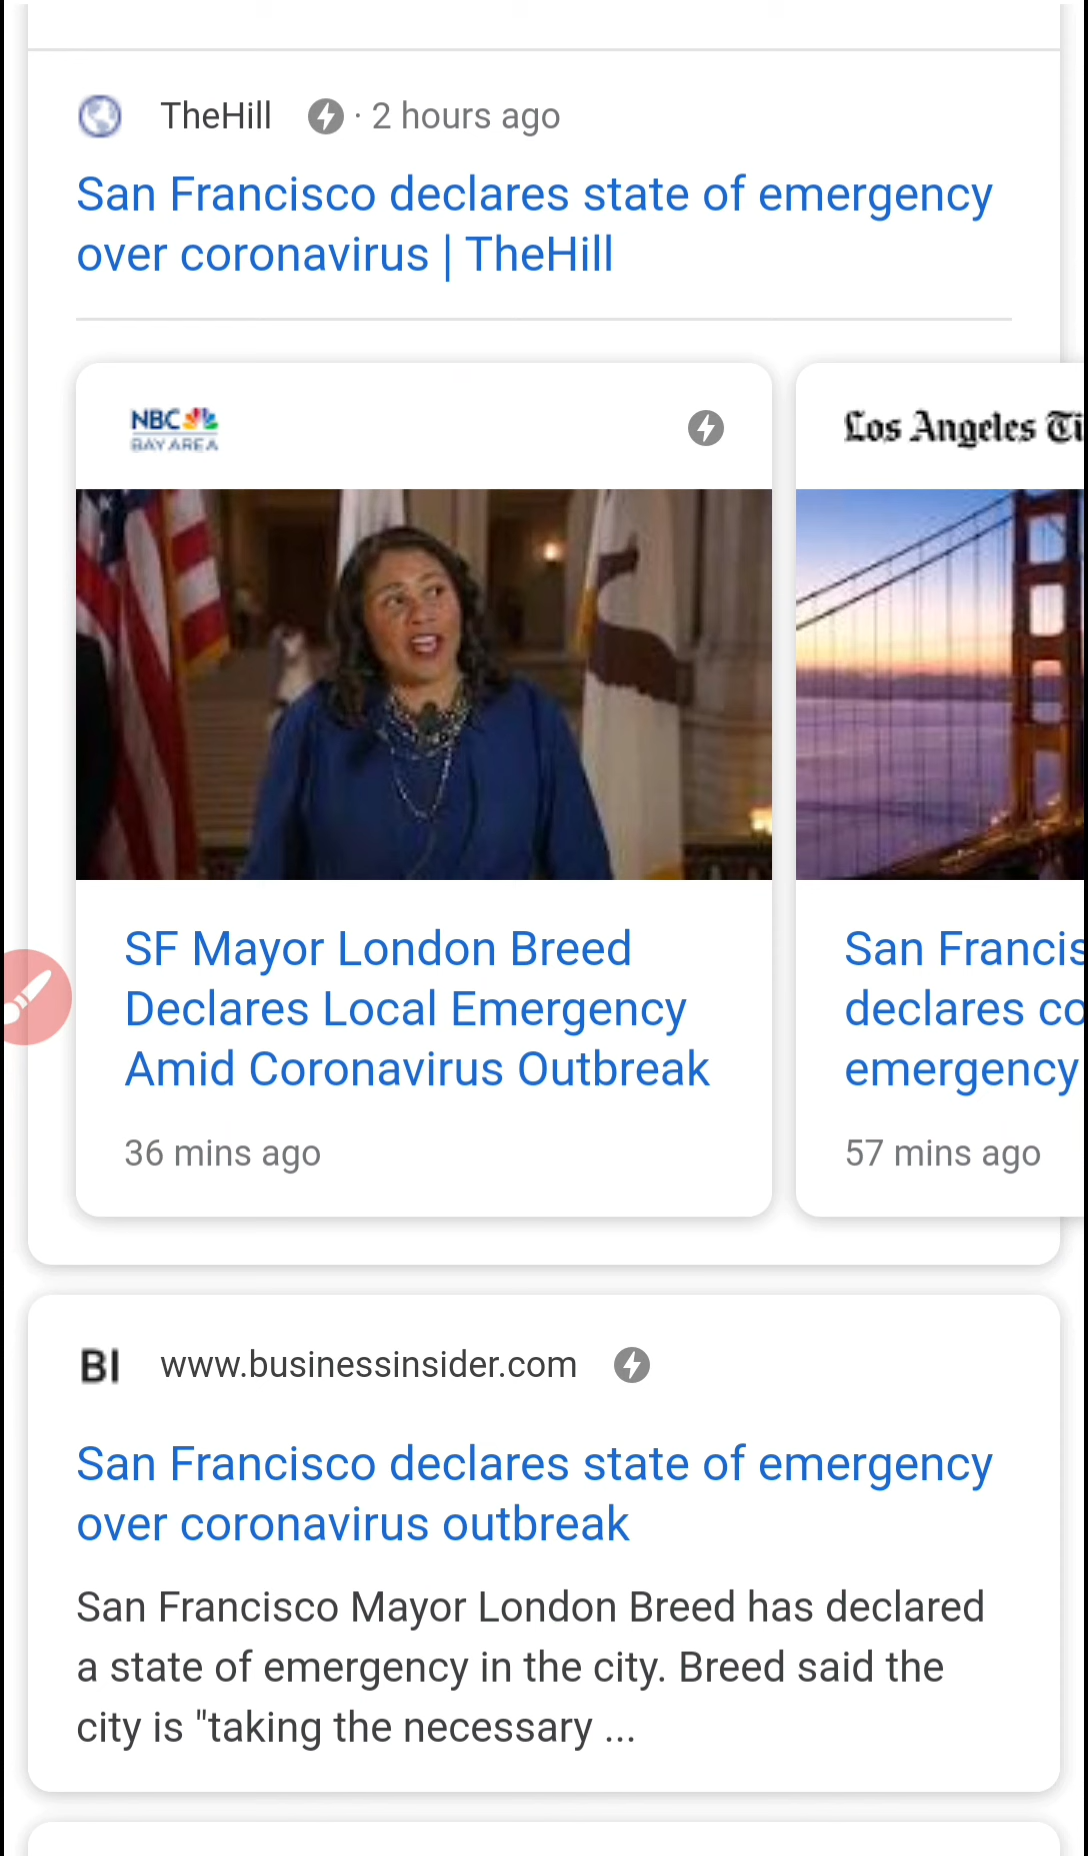 TheHill · 2 hours ago
San Francisco declares state of emergency
over coronavirus | TheHill
NBC
BAY AREA
SF Mayor London Breed
Declares Local Emergency
Amid Coronavirus Outbreak
36 mins ago
Los Angeles Ti
San Francis
declares co
emergency
57 mins ago
BI www.businessinsider.com
San Francisco declares state of emergency
over coronavirus outbreak
San Francisco Mayor London Breed has declared
a state of emergency in the city. Breed said the
city is "taking the necessary ...